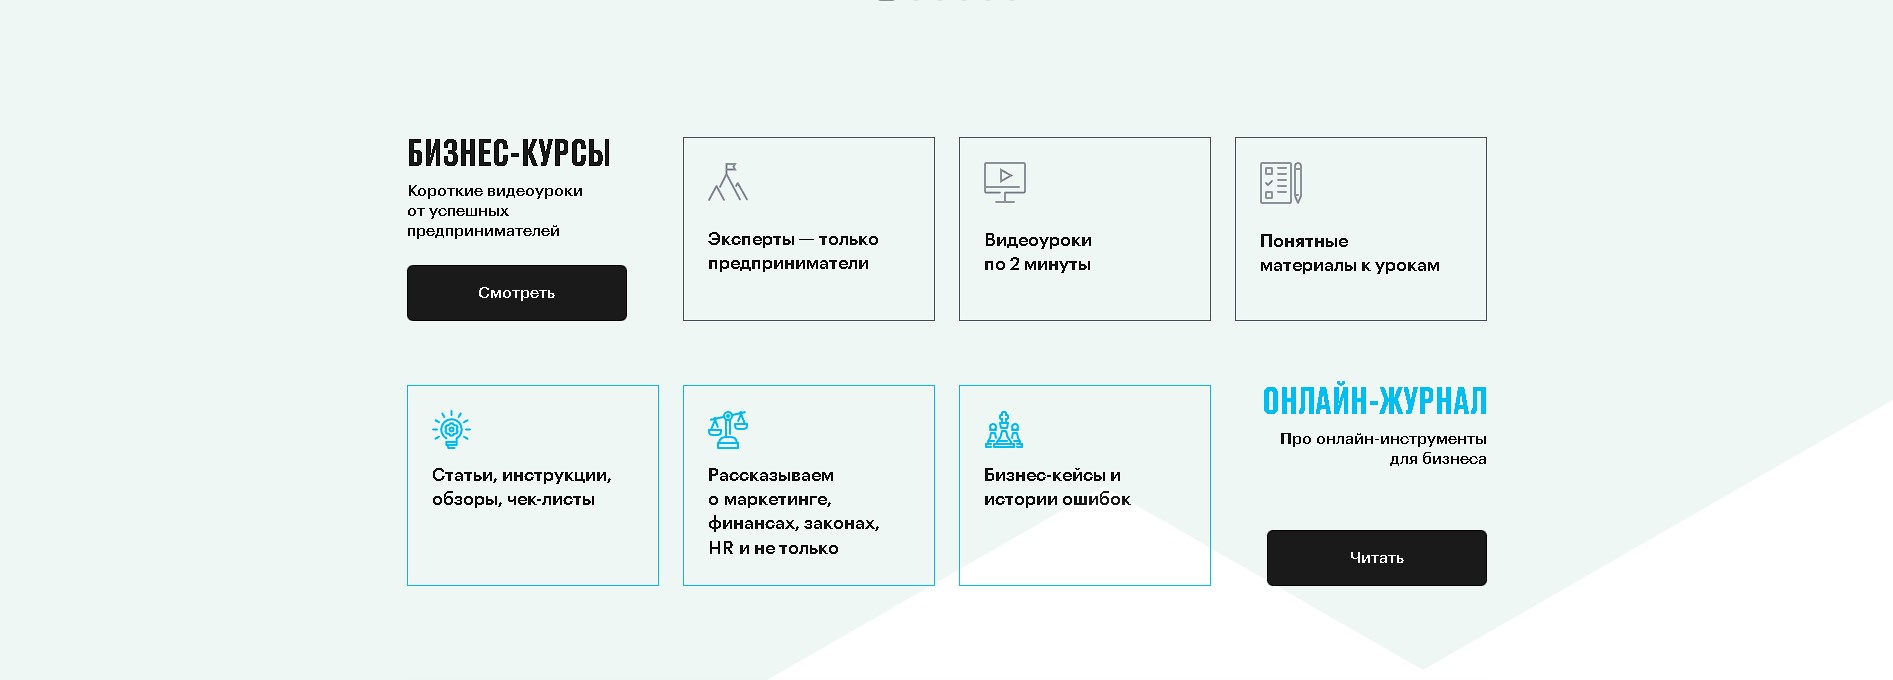 БИЗНЕС-КУРСЫ
Короткие видеоуроки
от успешных
предпринимателей
Смотреть
Эксперты — только
предприниматели
Видеоуроки
по 2 минуты
Понятные
материалы к урокам
Статьи, инструкции,
обзоры, чек-листы
Рассказываем
о маркетинге,
финансах, законах,
HR и не только
Бизнес-кейсы и
истории ошибок
ОНЛАЙН-ЖУРНАЛ
Про онлайн-инструменты
для бизнеса
Читать